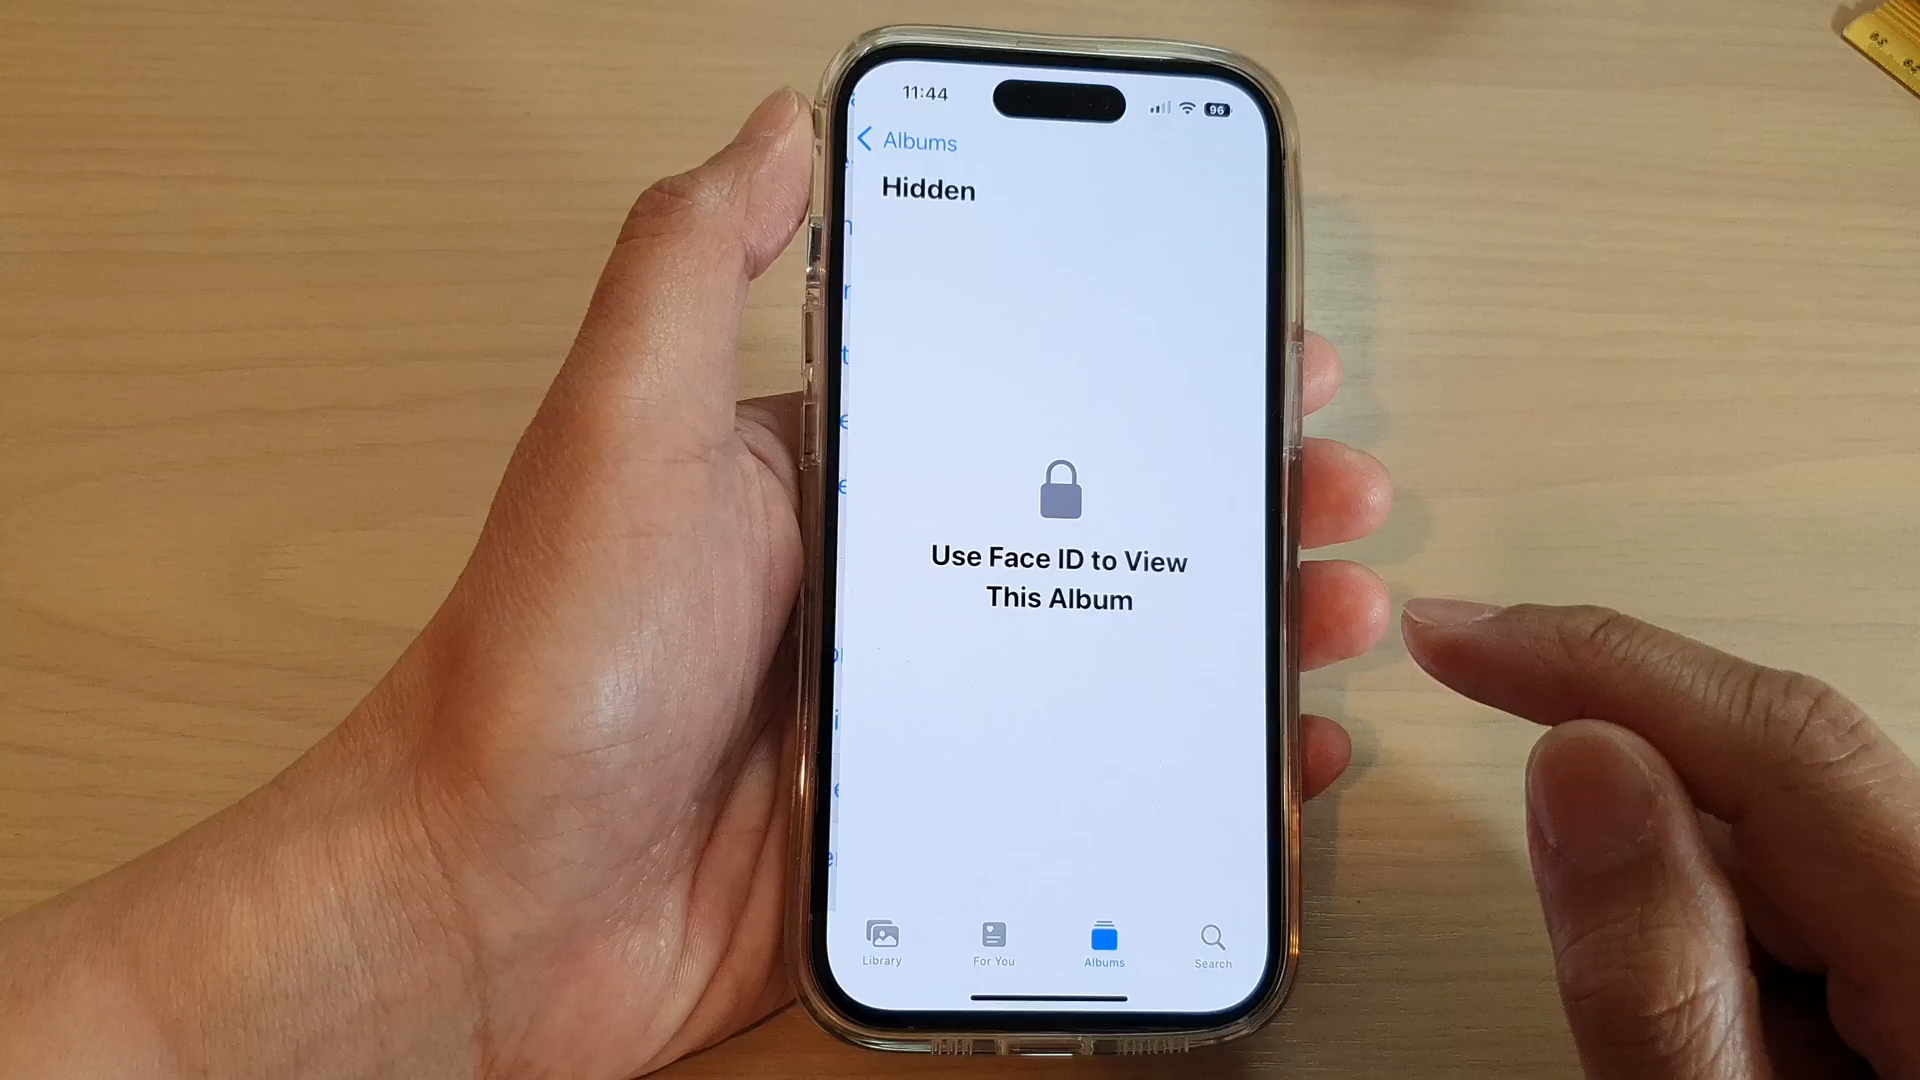 11:44
96
Albums
Hidden
Use Face ID to View
This Album
Library
For You
Albums
Search